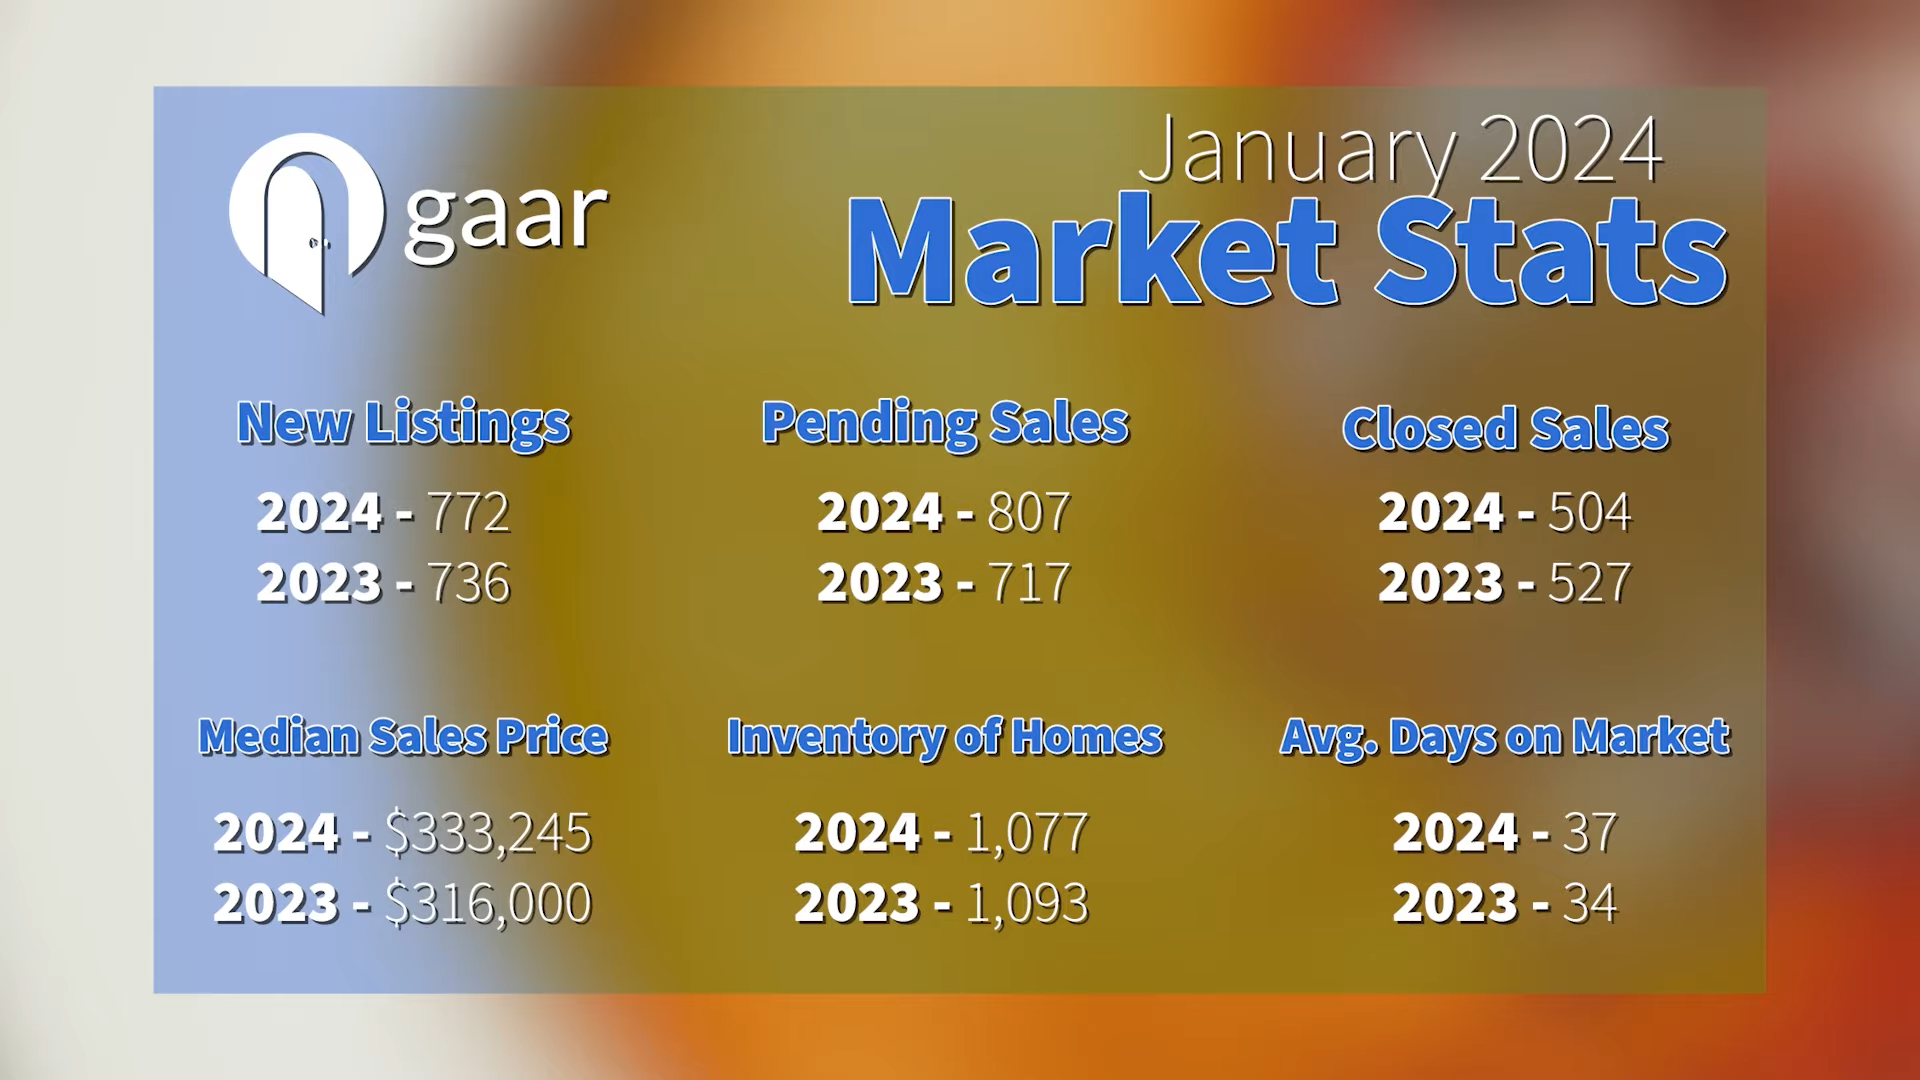 gaar
January 2024
Market Stats
New Listings
2024 - 772
2023 - 736
Pending Sales
2024 - 807
2023 - 717
Closed Sales
2024 - 504
2023 - 527
Median Sales Price
2024 - $333,245
2023 - $316,000
Inventory of Homes
2024 - 1,077
2023 - 1,093
Avg. Days on Market
2024 - 37
2023 - 34